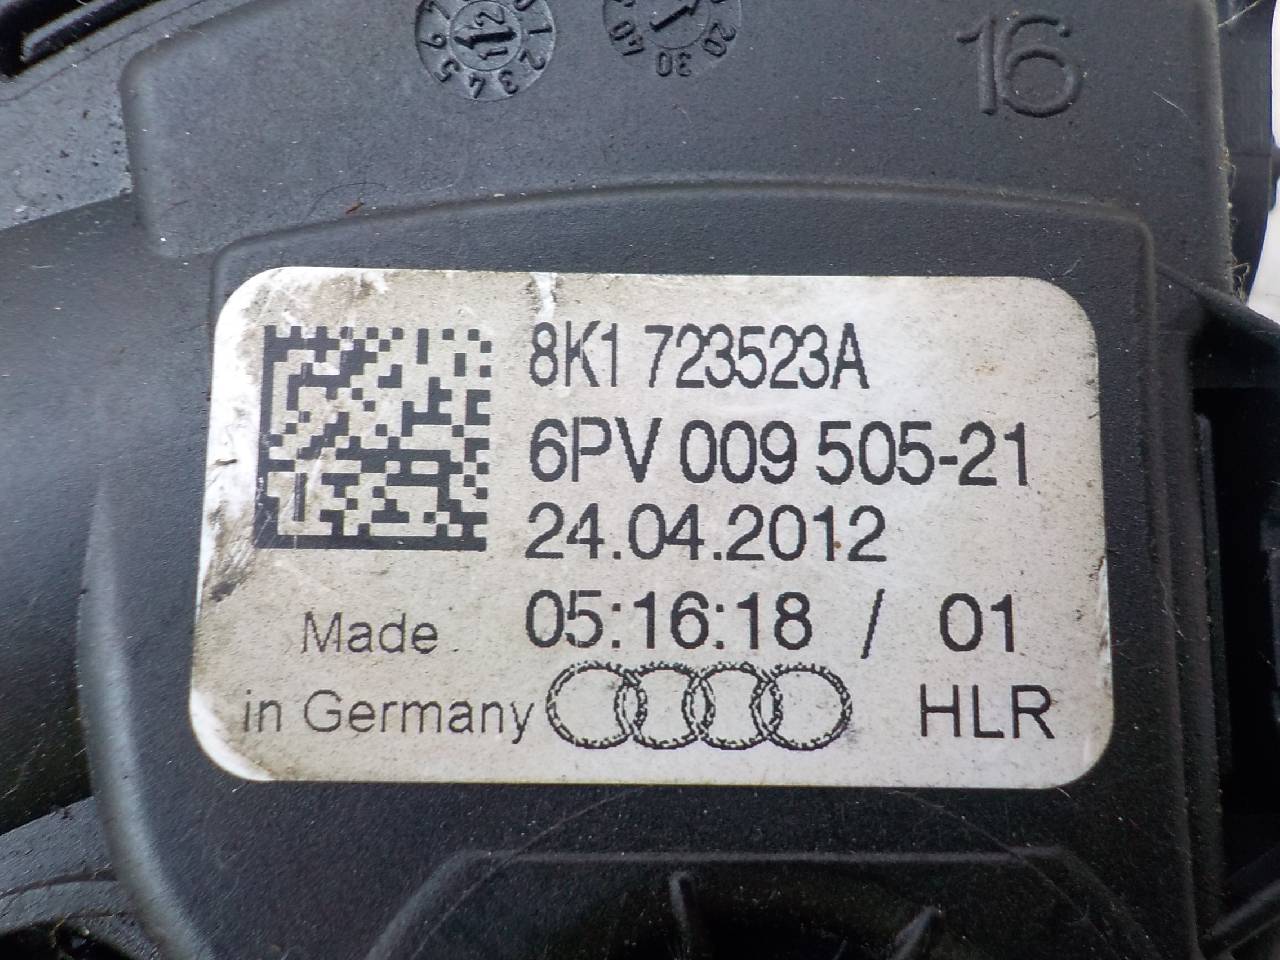 16
8K1 723523A
6PV 009 505-21
24.04.2012
05:16:18 / 01
Made
in Germany
HLR